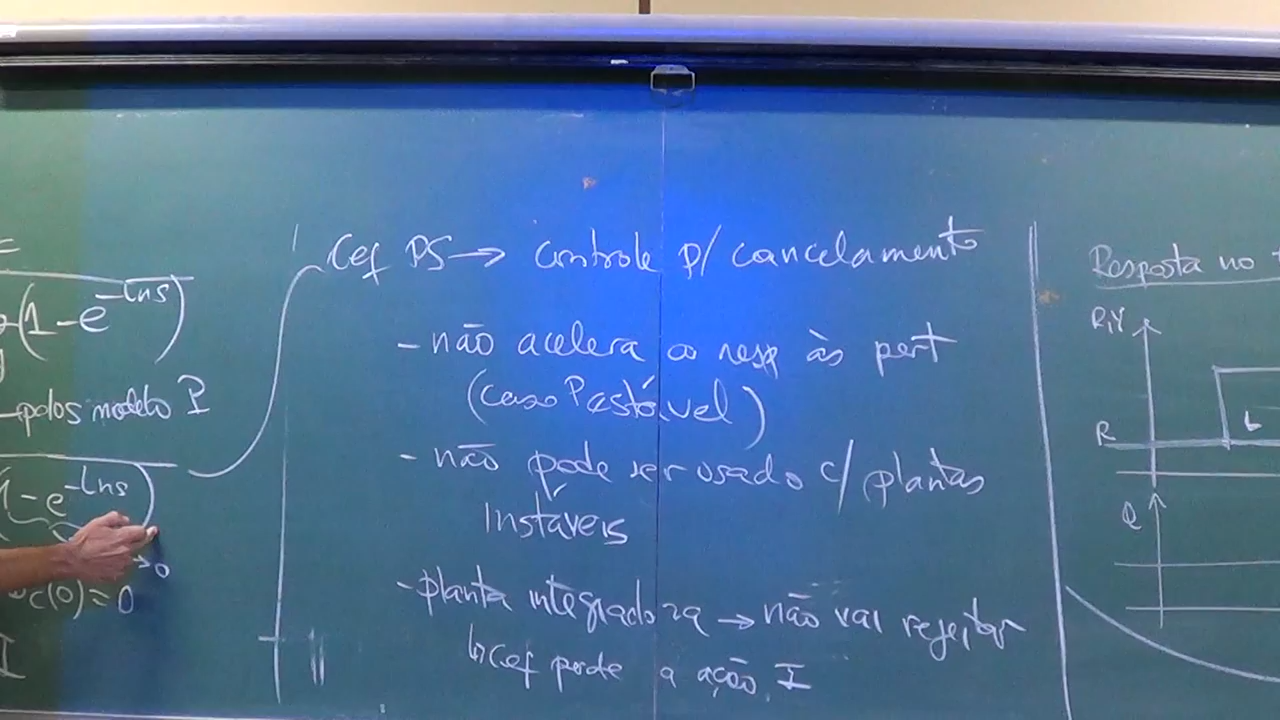 (1-e^-Lns)
polos modelo P
1-e^-Lns)
→0
c(0)=0
I
Cef PS → controle p/ cancelamento
- não acelera a resp às pert
(caso P estável)
- não pode ser usado c/ plantas
Instáveis
- planta integradora → não vai rejeitar
↳ Cef perde a ação I
Resposta no
R,Y
R
Q